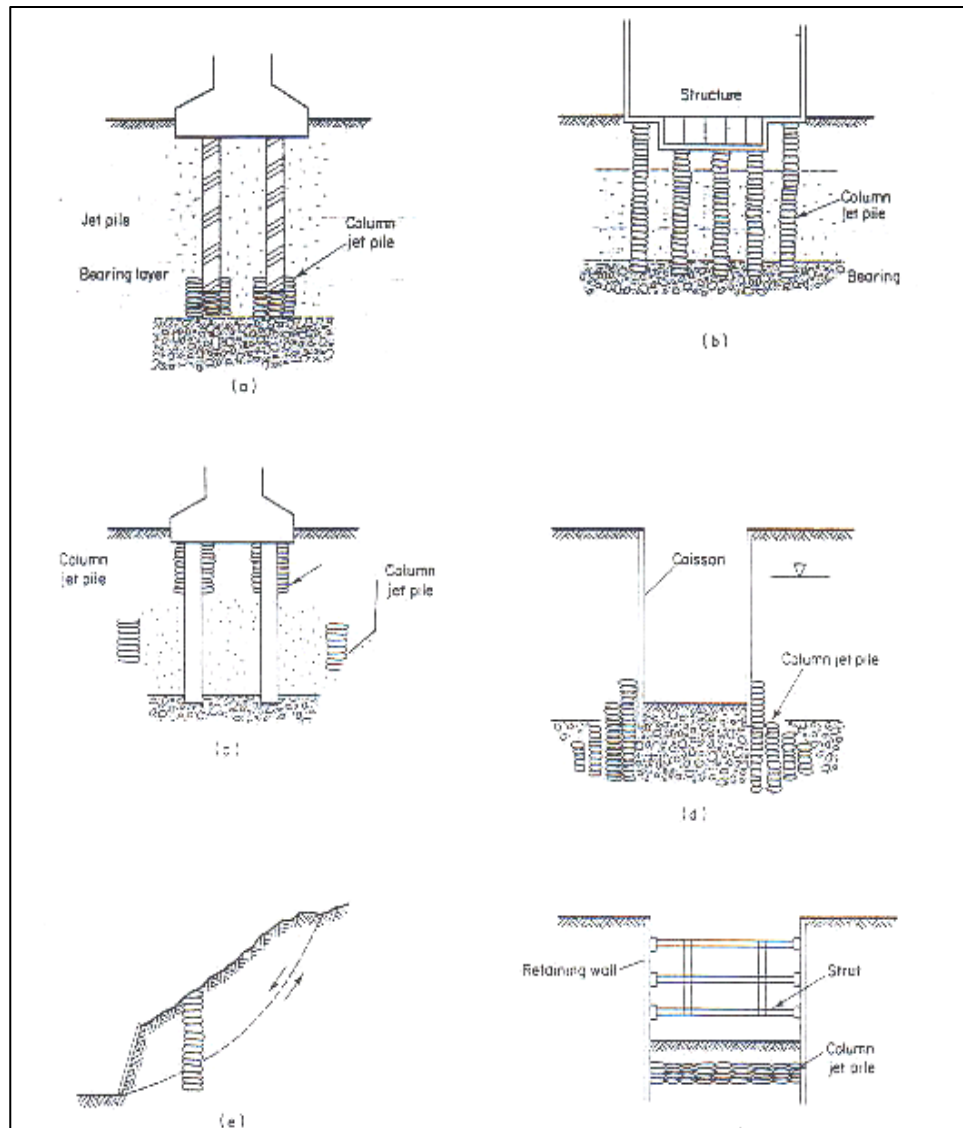 Jet pile
Bearing layer
Column
jet pile
(a)
Structure
Column
jet pile
Bearing
(b)
Column
jet pile
Column
jet pile
(c)
Caisson
Column jet pile
(d)
(e)
Retaining wall
Strut
Column
jet pile